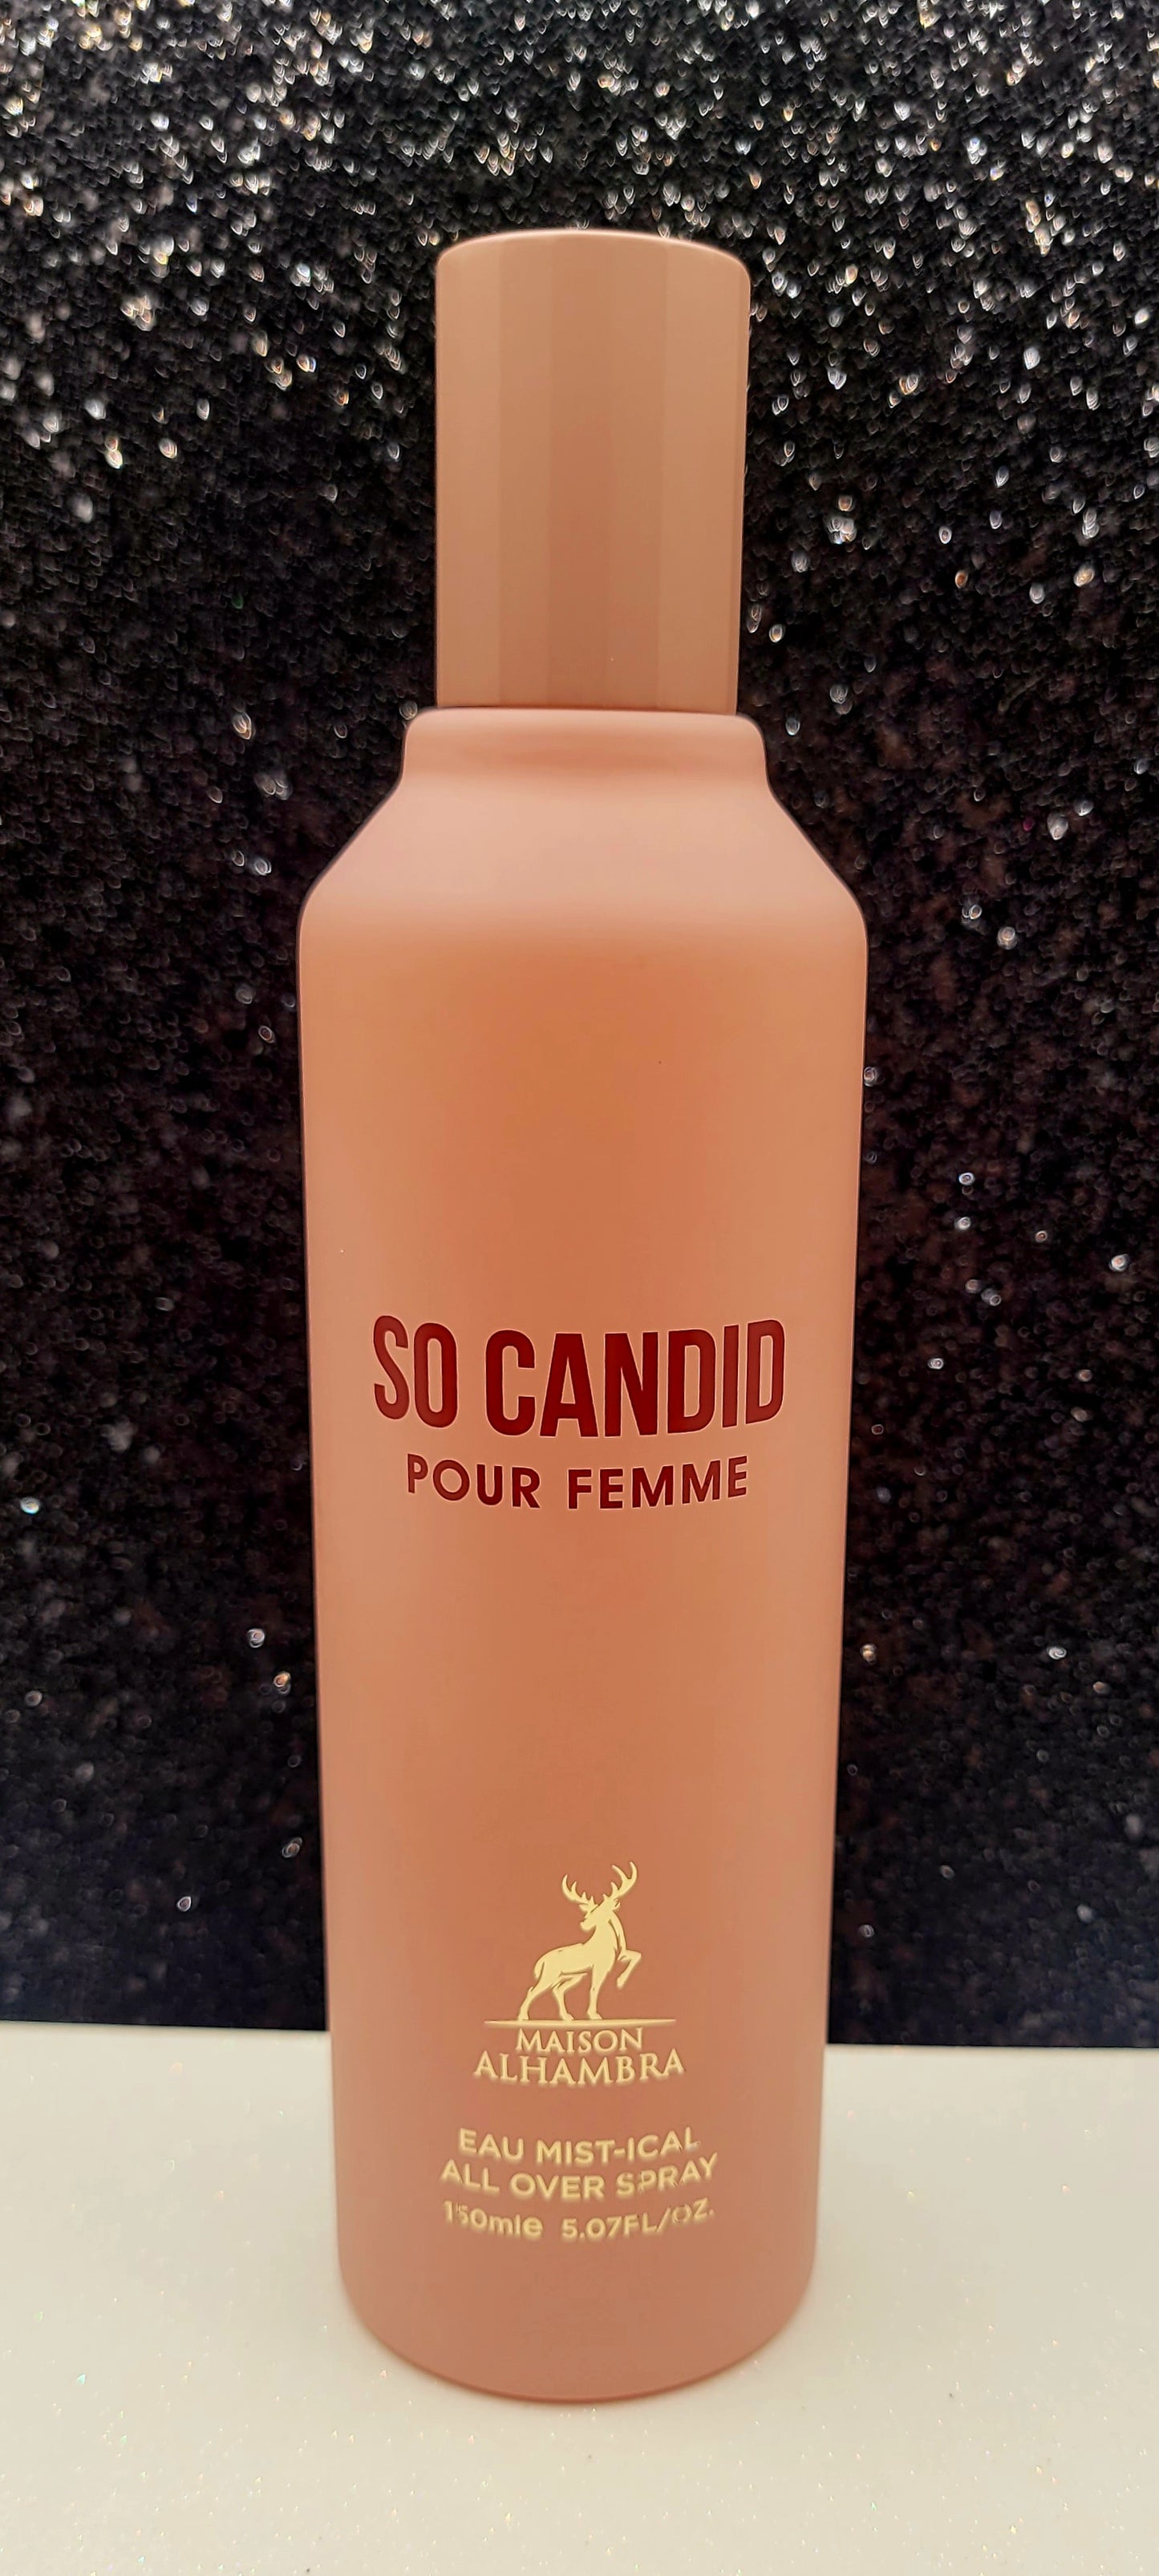 SO CANDID
POUR FEMME
MAISON
ALHAMBRA
EAU MIST-ICAL
ALL OVER SPRAY
150mle 5.07FL/OZ.